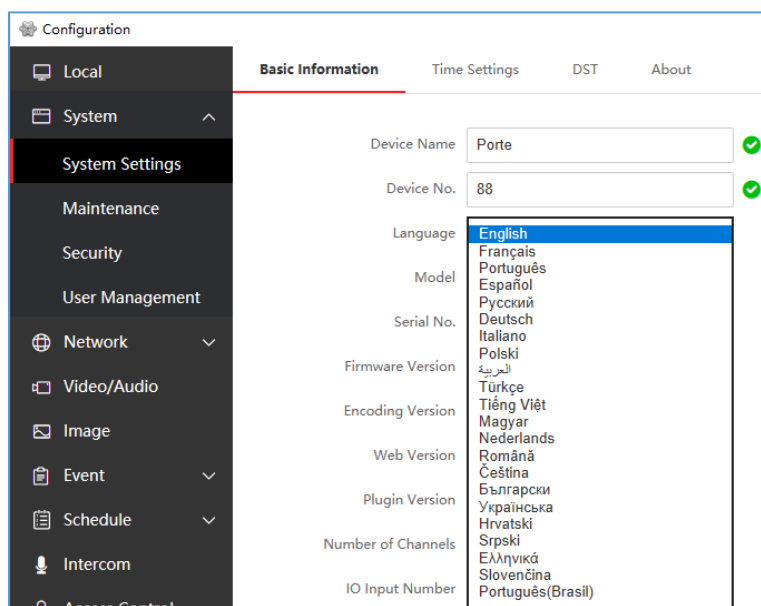 Configuration
Local
System
System Settings
Maintenance
Security
User Management
Network
Video/Audio
Image
Event
Schedule
Intercom
Access Control
Basic Information Time Settings DST About
Device Name Porte
Device No. 88
Language
Model
Serial No.
Firmware Version
Encoding Version
Web Version
Plugin Version
Number of Channels
IO Input Number
English
Français
Português
Español
Русский
Deutsch
Italiano
Polski
العربية
Türkçe
Tiếng Việt
Magyar
Nederlands
Română
Čeština
Български
Українська
Hrvatski
Srpski
Ελληνικά
Slovenčina
Português(Brasil)